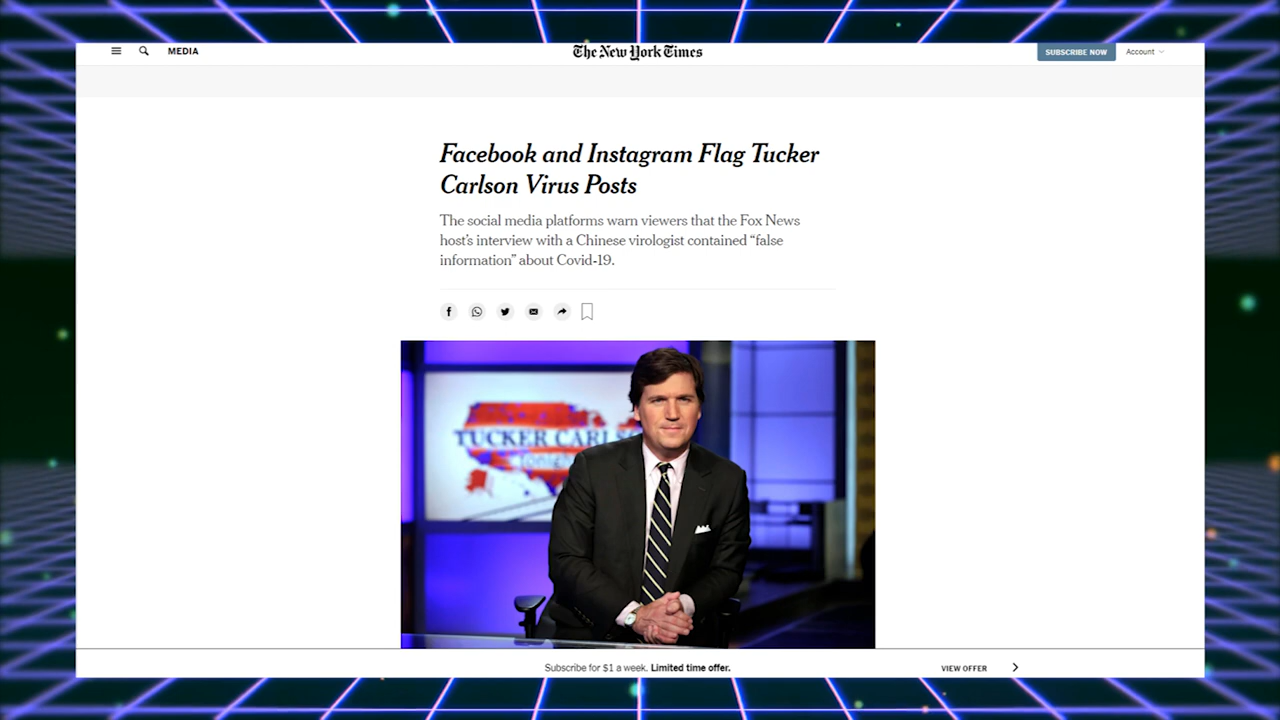 MEDIA
The New York Times
SUBSCRIBE NOW
Account
Facebook and Instagram Flag Tucker
Carlson Virus Posts
The social media platforms warn viewers that the Fox News
host's interview with a Chinese virologist contained “false
information” about Covid-19.
TUCKER CARLS
Tonight
Subscribe for $1 a week. Limited time offer.
VIEW OFFER